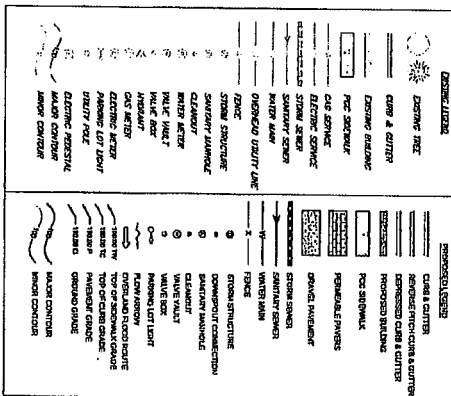 EXISTING LEGEND
EXISTING TREE
CURB & GUTTER
EXISTING BUILDING
PCC SIDEWALK
GAS SERVICE
ELECTRIC SERVICE
STORM SEWER
SANITARY SEWER
WATER MAIN
OVERHEAD UTILITY LINE
FENCE
STORM STRUCTURE
SANITARY MANHOLE
CLEANOUT
WATER METER
VALVE VAULT
VALVE BOX
HYDRANT
GAS METER
ELECTRIC METER
PARKING LOT LIGHT
UTILITY POLE
ELECTRIC PEDESTAL
MAJOR CONTOUR
MINOR CONTOUR
PROPOSED LEGEND
CURB & GUTTER
REVERSE PITCH CURB & GUTTER
DEPRESSED CURB & GUTTER
PROPOSED BUILDING
PCC SIDEWALK
PERMEABLE PAVERS
GRAVEL PAVEMENT
STORM SEWER
SANITARY SEWER
WATER MAIN
FENCE
STORM STRUCTURE
DOWNSPOUT CONNECTION
SANITARY MANHOLE
CLEANOUT
VALVE VAULT
VALVE BOX
PARKING LOT LIGHT
FLOW ARROW
OVERLAND FLOOD ROUTE
TOP OF SIDEWALK GRADE
TOP OF CURB GRADE
PAVEMENT GRADE
GROUND GRADE
MAJOR CONTOUR
MINOR CONTOUR